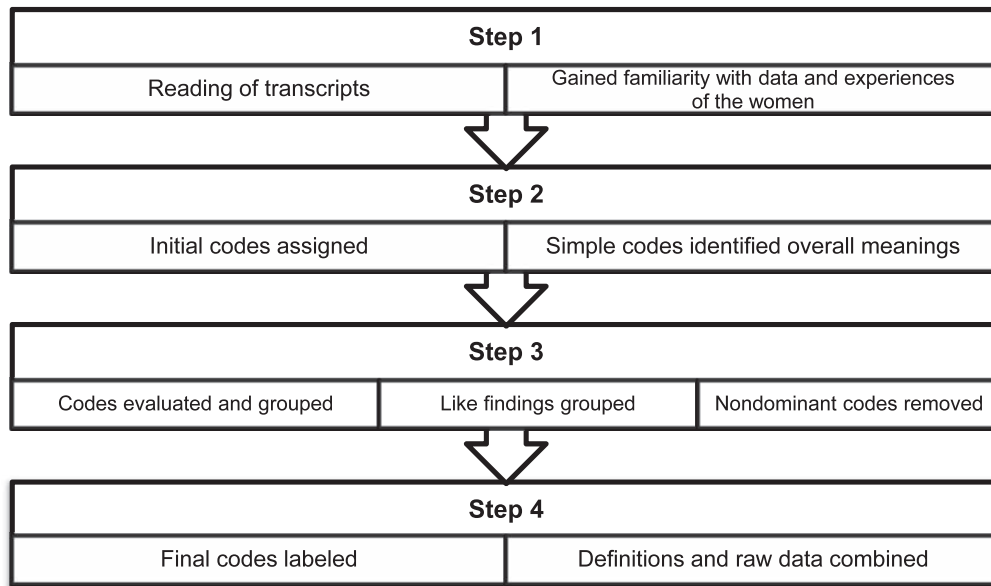 Step 1
Reading of transcripts
Gained familiarity with data and experiences
of the women
Step 2
Initial codes assigned
Simple codes identified overall meanings
Step 3
Codes evaluated and grouped
Like findings grouped
Nondominant codes removed
Step 4
Final codes labeled
Definitions and raw data combined